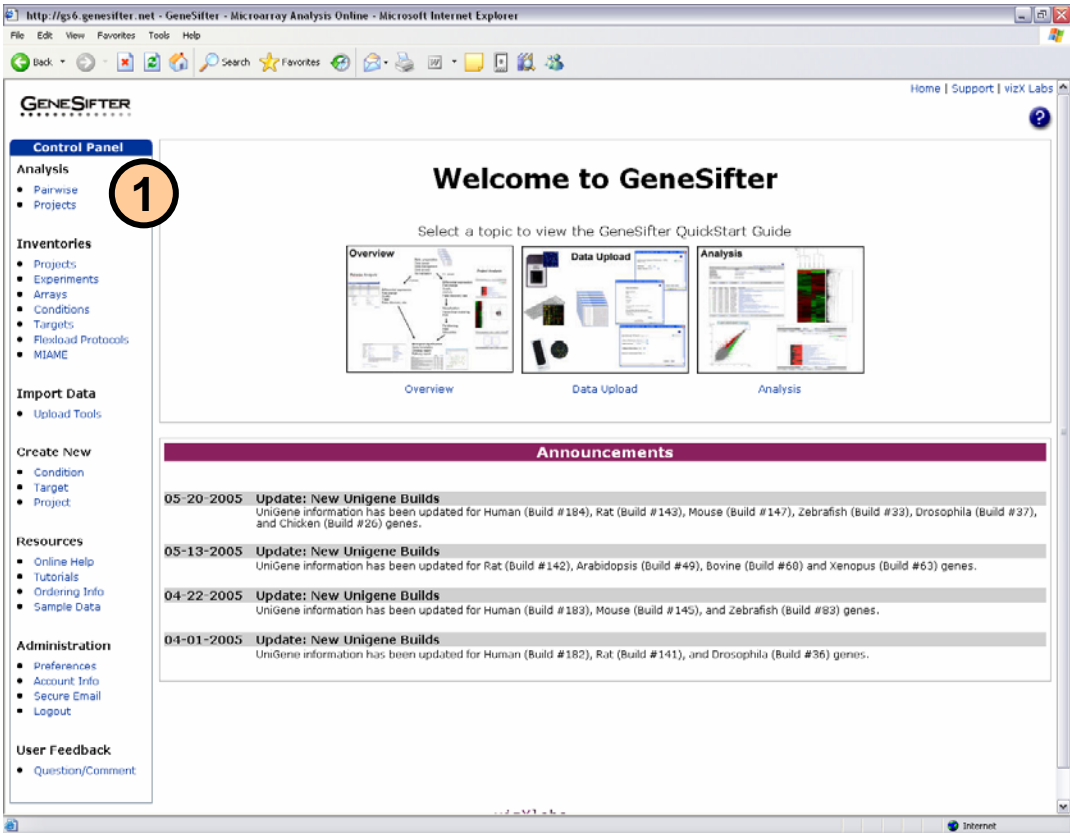 http://gs6.genesifter.net - GeneSifter - Microarray Analysis Online - Microsoft Internet Explorer
File Edit View Favorites Tools Help
Back Search Favorites
Home | Support | vizX Labs
GENESIFTER
?
Control Panel
Analysis
Pairwise
Projects
1
Inventories
Projects
Experiments
Arrays
Conditions
Targets
Flexload Protocols
MIAME
Import Data
Upload Tools
Create New
Condition
Target
Project
Resources
Online Help
Tutorials
Ordering Info
Sample Data
Administration
Preferences
Account Info
Secure Email
Logout
User Feedback
Question/Comment
Welcome to GeneSifter
Select a topic to view the GeneSifter QuickStart Guide
Overview Data Upload Analysis
Overview Data Upload Analysis
Announcements
05-20-2005 Update: New Unigene Builds
UniGene information has been updated for Human (Build #184), Rat (Build #143), Mouse (Build #147), Zebrafish (Build #33), Drosophila (Build #37),
and Chicken (Build #26) genes.
05-13-2005 Update: New Unigene Builds
UniGene information has been updated for Rat (Build #142), Arabidopsis (Build #49), Bovine (Build #60) and Xenopus (Build #63) genes.
04-22-2005 Update: New Unigene Builds
UniGene information has been updated for Human (Build #183), Mouse (Build #145), and Zebrafish (Build #83) genes.
04-01-2005 Update: New Unigene Builds
UniGene information has been updated for Human (Build #182), Rat (Build #141), and Drosophila (Build #36) genes.
Internet